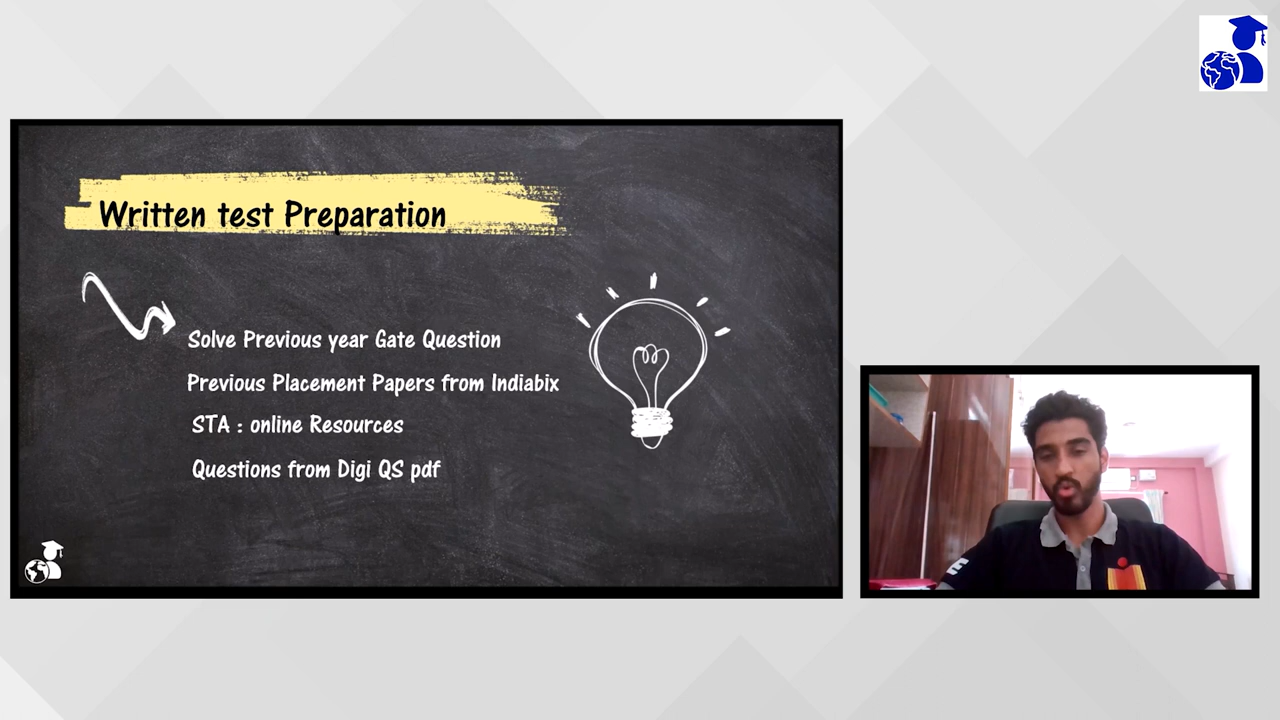 Written test Preparation
Solve Previous year Gate Question
Previous Placement Papers from Indiabix
STA : online Resources
Questions from Digi QS pdf
E